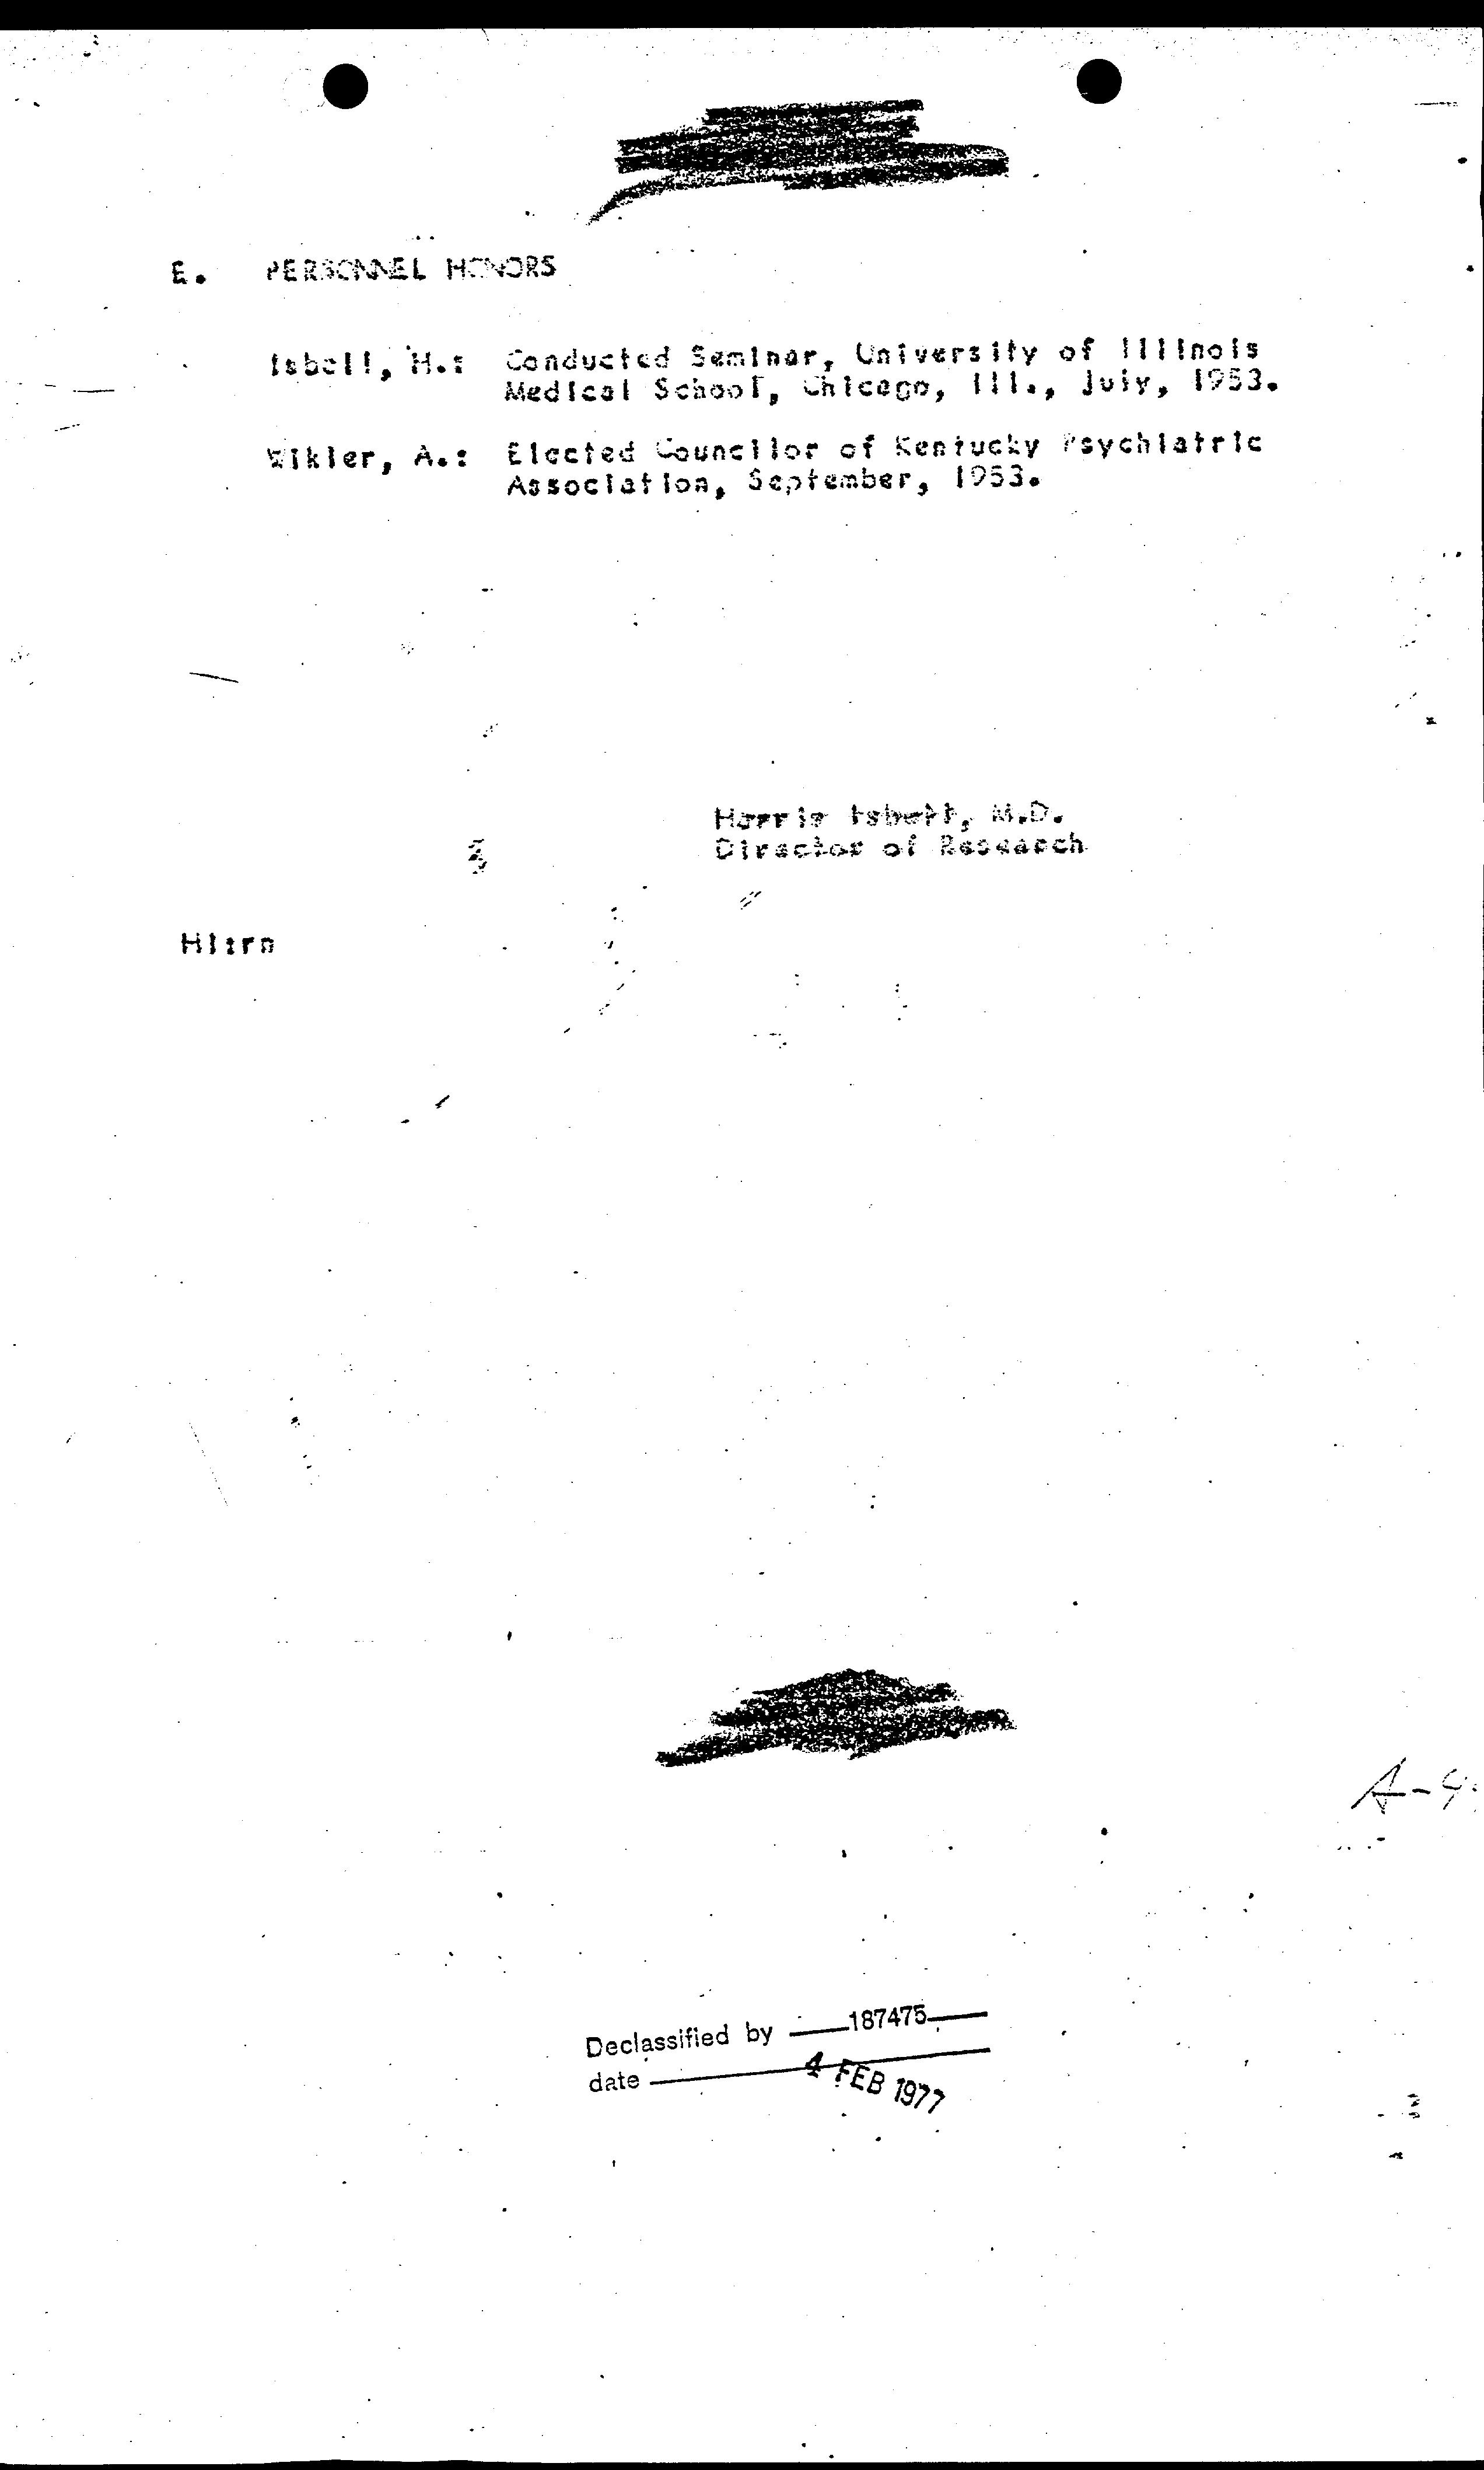 E. PERSONNEL HONORS
Isbell, H.: Conducted Seminar, University of Illinois
Medical School, Chicago, Ill., July, 1953.
Wikler, A.: Elected Councilor of Kentucky Psychiatric
Association, September, 1953.
Harris Isbell, M.D.
Director of Research
HI:rn
A-
Declassified by 187475
date 4 FEB 1977